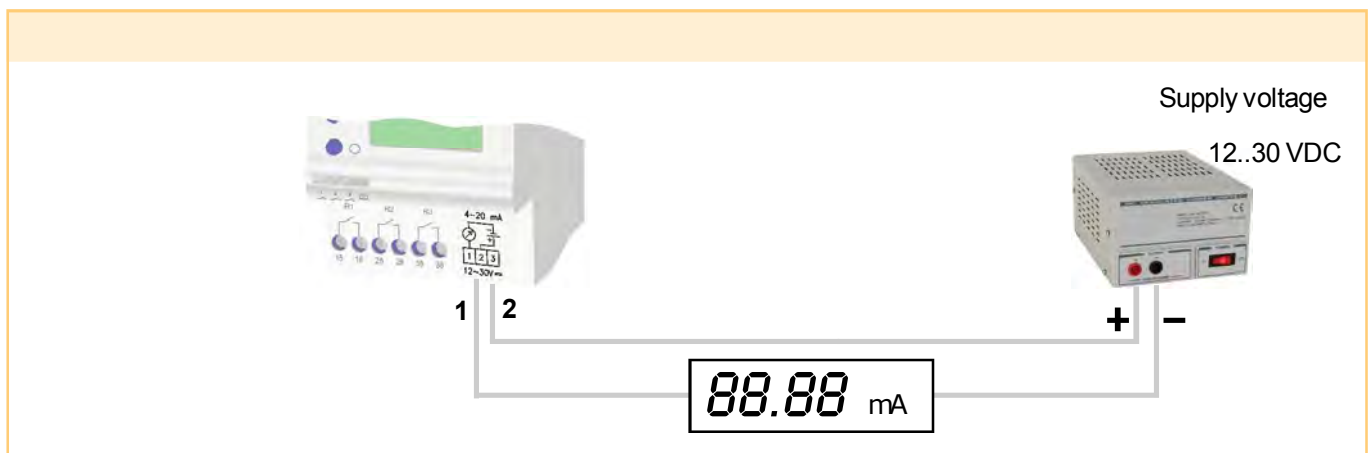 Supply voltage
12..30 VDC
4~20 mA
1 2 3
12~30V
1 2
+ −
88.88 mA